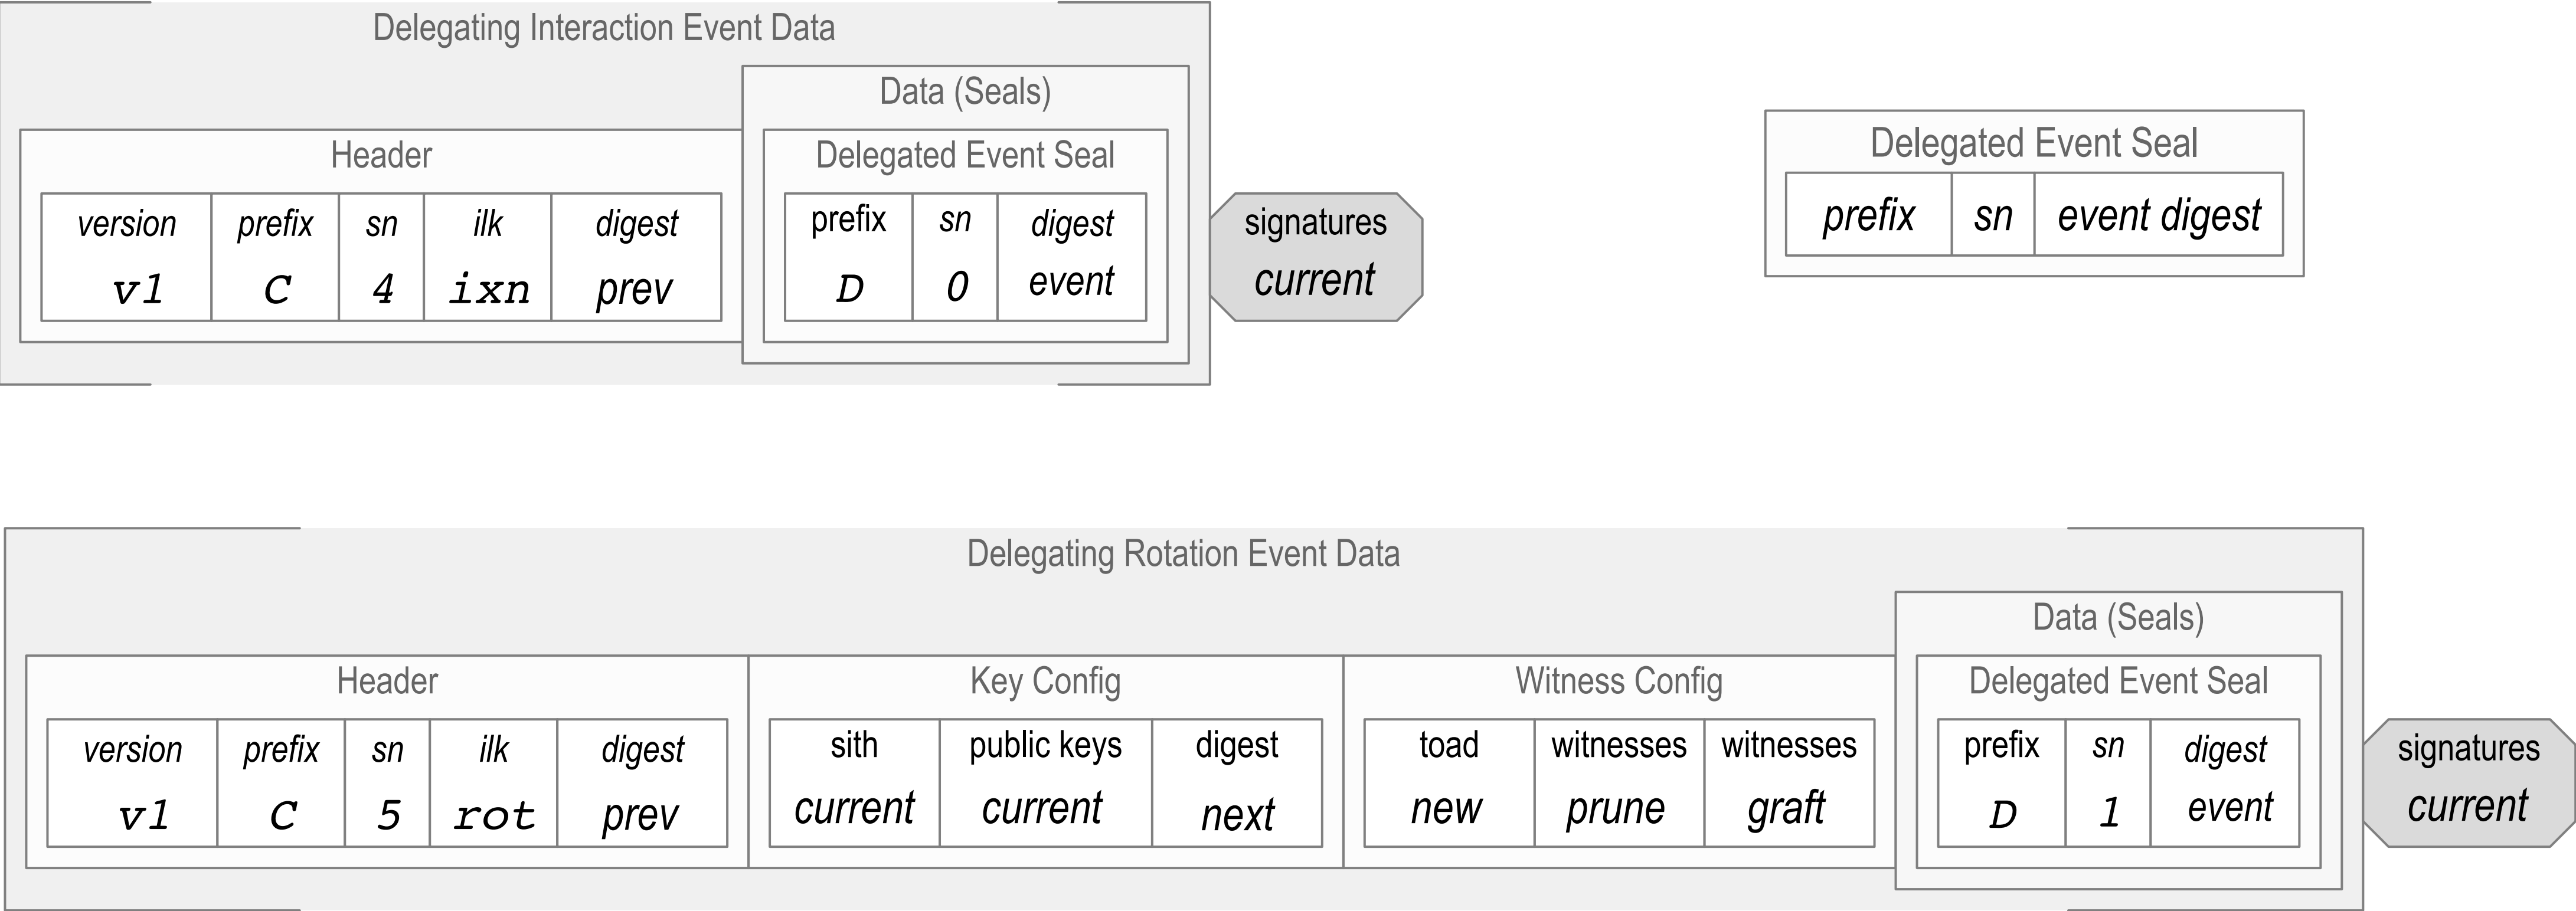 Delegating Interaction Event Data
Data (Seals)
Header
Delegated Event Seal
version prefix sn ilk digest
v1 C 4 ixn prev
prefix sn digest
D 0 event
signatures
current
Delegated Event Seal
prefix sn event digest
Delegating Rotation Event Data
Data (Seals)
Header
Key Config
Witness Config
Delegated Event Seal
version prefix sn ilk digest
v1 C 5 rot prev
sith public keys digest
current current next
toad witnesses witnesses
new prune graft
prefix sn digest
D 1 event
signatures
current